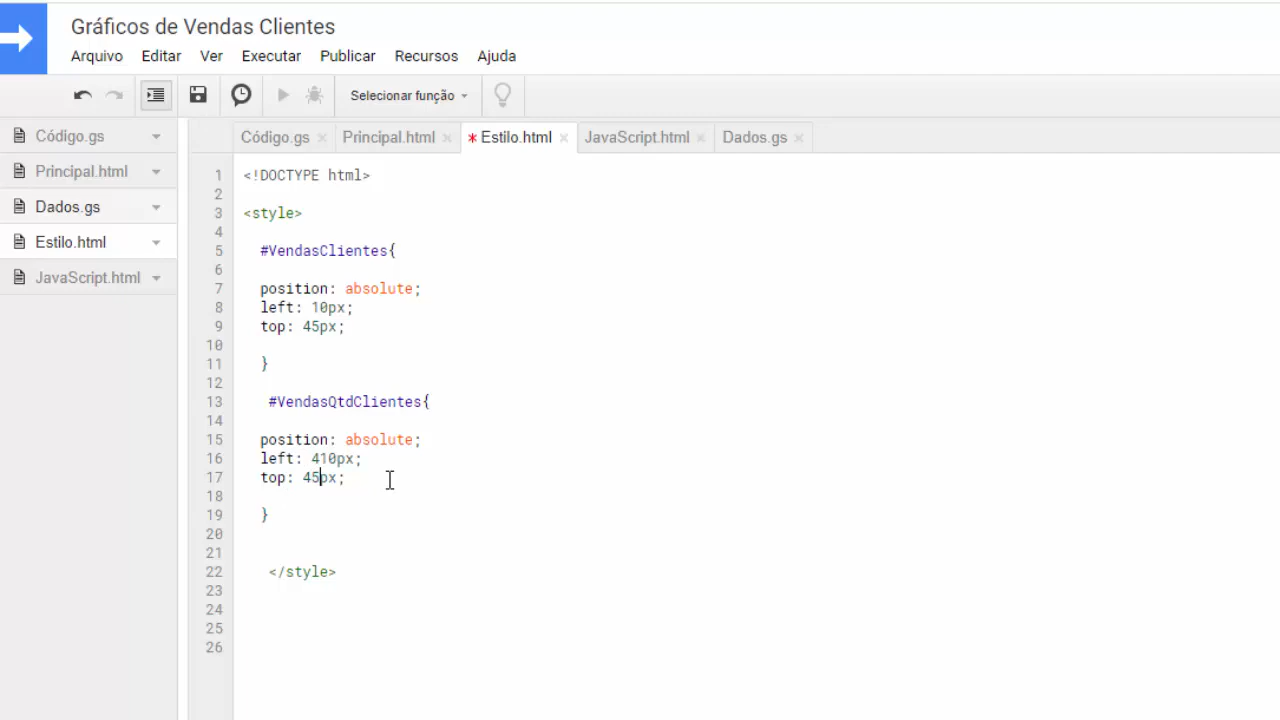 Gráficos de Vendas Clientes
Arquivo Editar Ver Executar Publicar Recursos Ajuda
Selecionar função
Código.gs
Principal.html
Dados.gs
Estilo.html
JavaScript.html
Código.gs × Principal.html × * Estilo.html × JavaScript.html × Dados.gs ×
1 <!DOCTYPE html>
2
3 <style>
4
5 #VendasClientes{
6
7 position: absolute;
8 left: 10px;
9 top: 45px;
10
11 }
12
13 #VendasQtdClientes{
14
15 position: absolute;
16 left: 410px;
17 top: 45px;
18
19 }
20
21
22 </style>
23
24
25
26